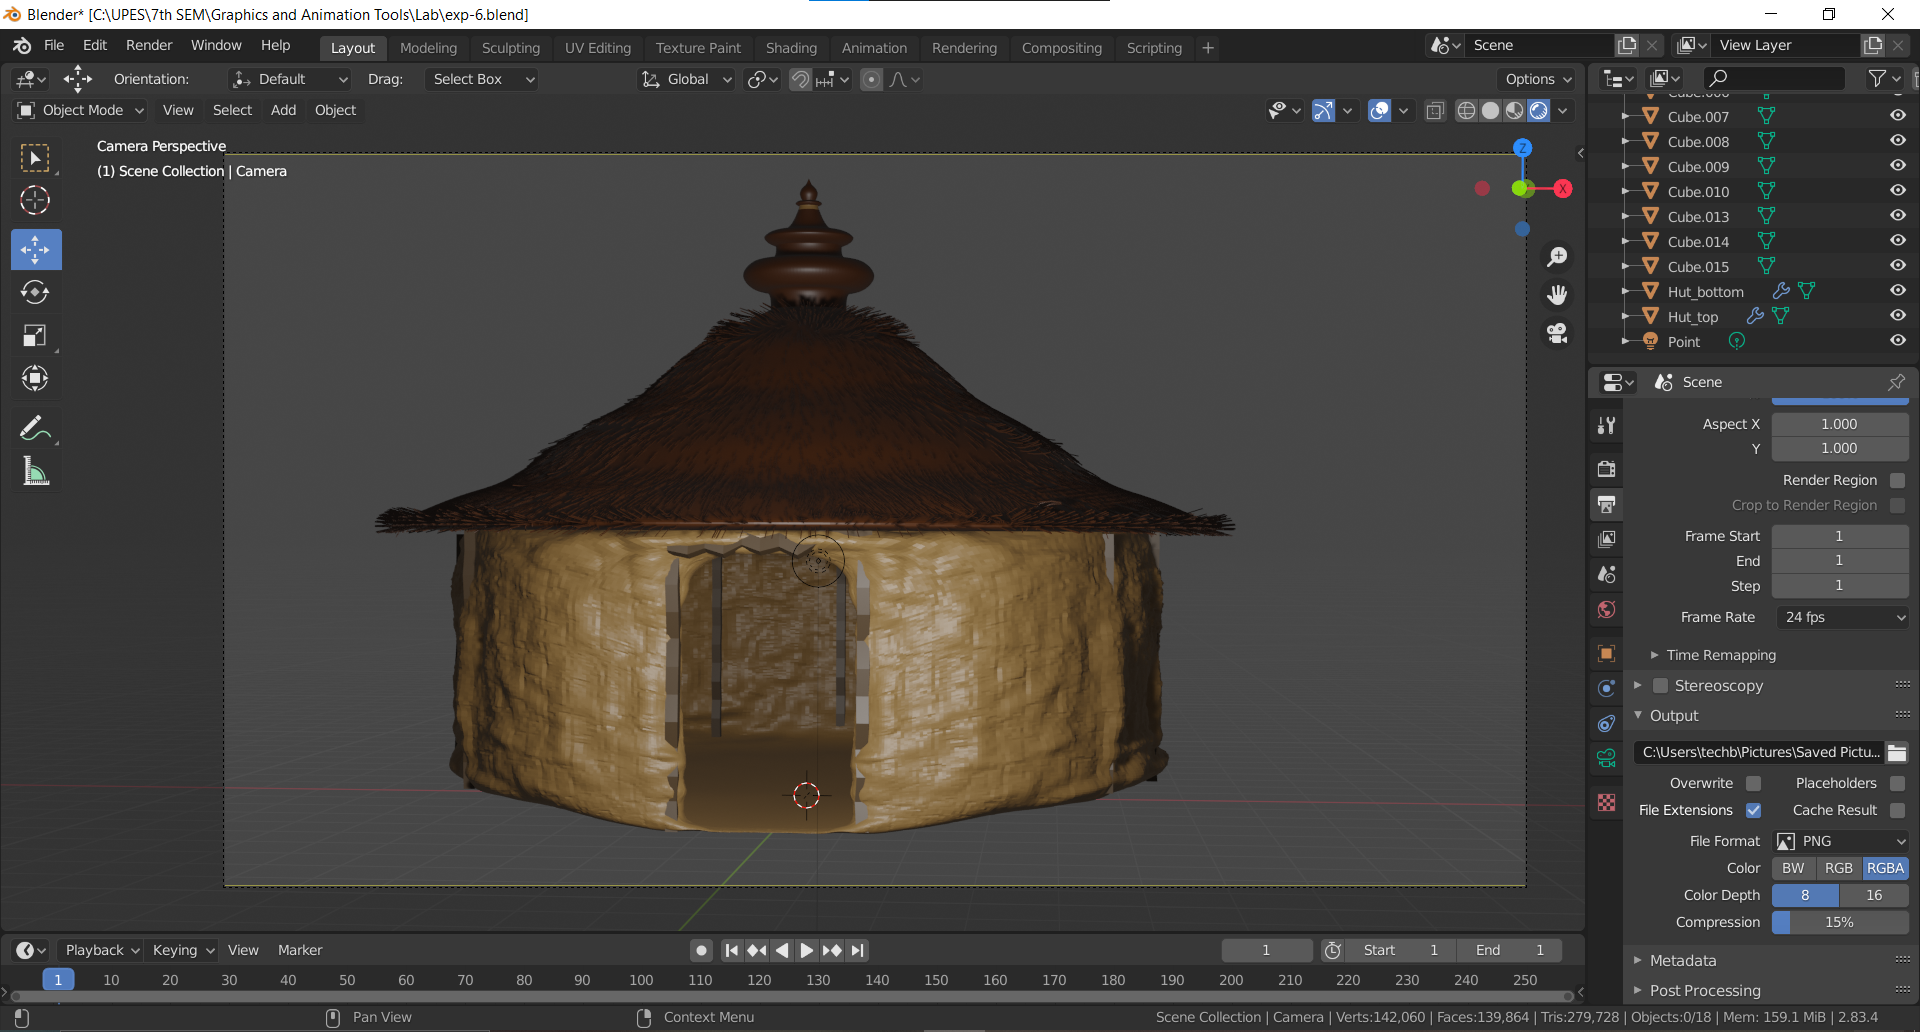 Blender* [C:\UPES\7th SEM\Graphics and Animation Tools\Lab\exp-6.blend]
File Edit Render Window Help Layout Modeling Sculpting UV Editing Texture Paint Shading Animation Rendering Compositing Scripting + Scene View Layer
Orientation: Default Drag: Select Box Global Options
Object Mode View Select Add Object
Camera Perspective
(1) Scene Collection | Camera
Z
X
Cube.006
Cube.007
Cube.008
Cube.009
Cube.010
Cube.013
Cube.014
Cube.015
Hut_bottom
Hut_top
Point
Scene
Aspect X 1.000
Y 1.000
Render Region
Crop to Render Region
Frame Start 1
End 1
Step 1
Frame Rate 24 fps
Time Remapping
Stereoscopy
Output
C:\Users\techb\Pictures\Saved Pictu...
Overwrite Placeholders
File Extensions Cache Result
File Format PNG
Color BW RGB RGBA
Color Depth 8 16
Compression 15%
Metadata
Post Processing
Playback Keying View Marker 1 Start 1 End 1
1 10 20 30 40 50 60 70 80 90 100 110 120 130 140 150 160 170 180 190 200 210 220 230 240 250
Pan View Context Menu Scene Collection | Camera | Verts:142,060 | Faces:139,864 | Tris:279,728 | Objects:0/18 | Mem: 159.1 MiB | 2.83.4